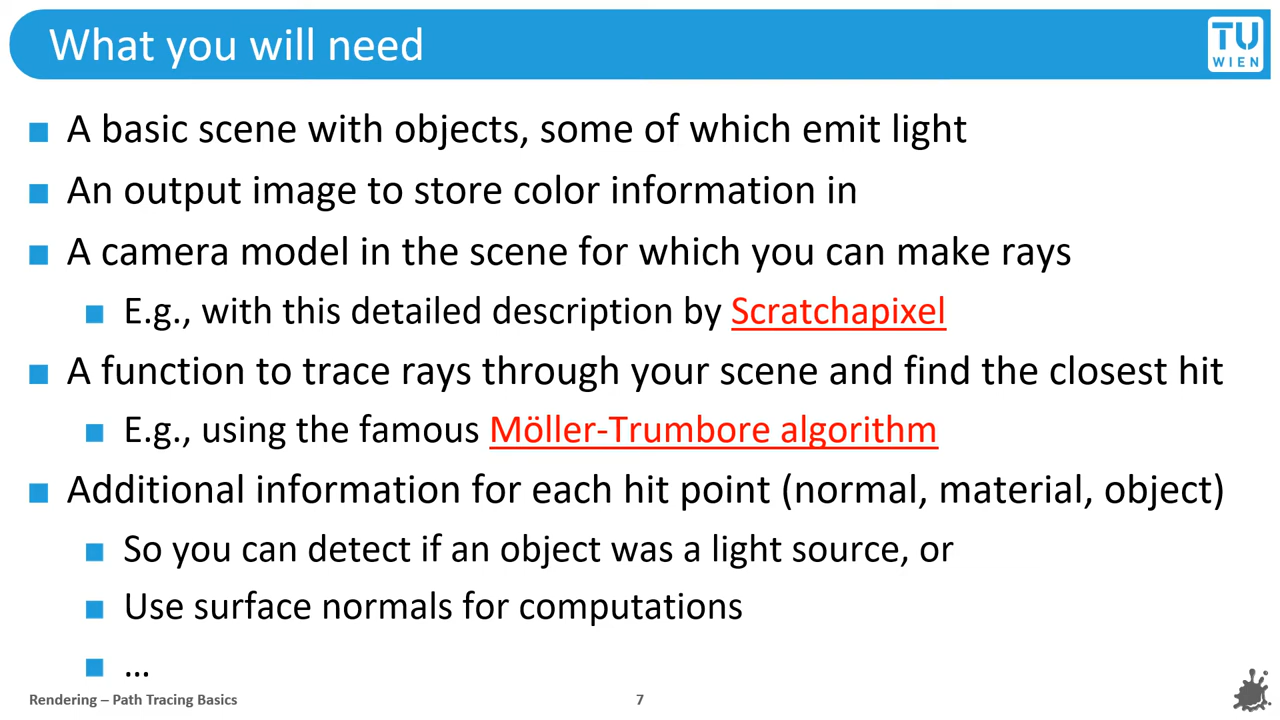 What you will need
TU
WIEN
■ A basic scene with objects, some of which emit light
■ An output image to store color information in
■ A camera model in the scene for which you can make rays
■ E.g., with this detailed description by Scratchapixel
■ A function to trace rays through your scene and find the closest hit
■ E.g., using the famous Möller-Trumbore algorithm
■ Additional information for each hit point (normal, material, object)
■ So you can detect if an object was a light source, or
■ Use surface normals for computations
■ …
Rendering – Path Tracing Basics
7